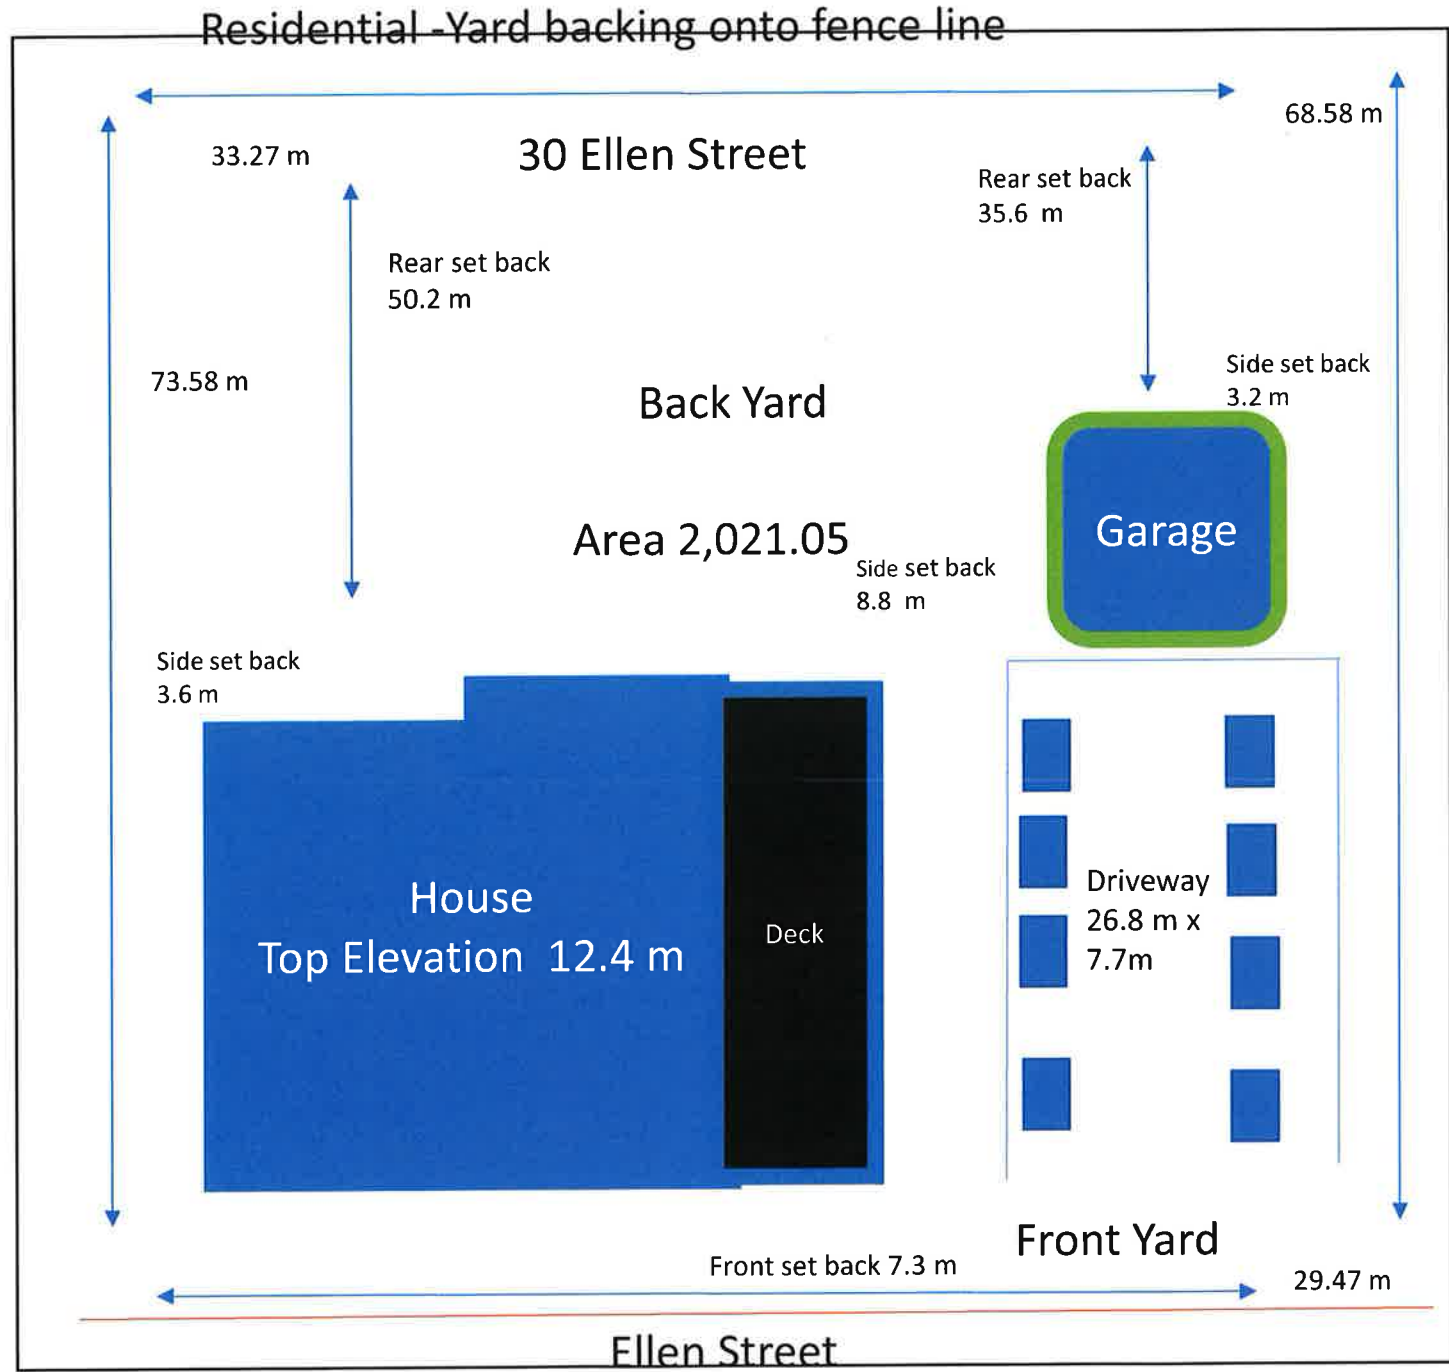 Residential -Yard backing onto fence line
68.58 m
33.27 m
30 Ellen Street
Rear set back
35.6 m
Rear set back
50.2 m
73.58 m
Side set back
3.2 m
Back Yard
Garage
Area 2,021.05
Side set back
8.8 m
Side set back
3.6 m
House
Top Elevation 12.4 m
Deck
Driveway
26.8 m x
7.7m
Front Yard
Front set back 7.3 m
29.47 m
Ellen Street